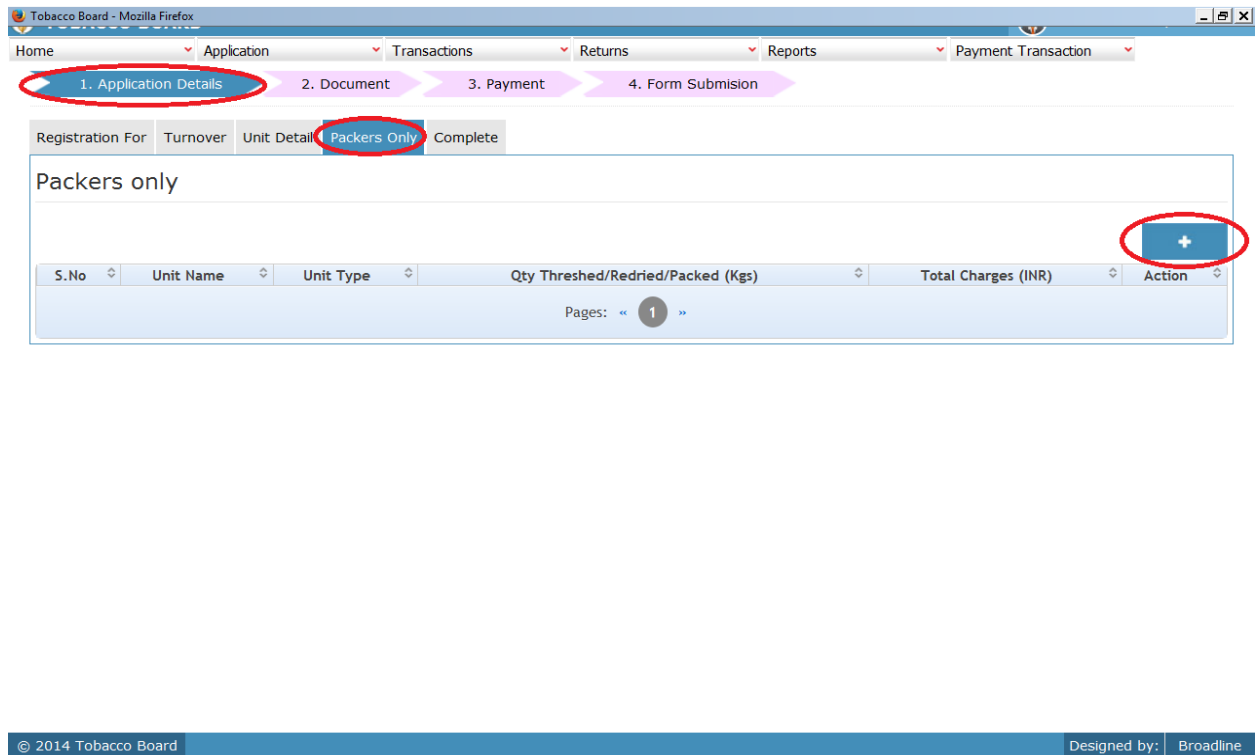 Tobacco Board - Mozilla Firefox
TOBACCO BOARD
Home Application Transactions Returns Reports Payment Transaction
1. Application Details 2. Document 3. Payment 4. Form Submision
Registration For Turnover Unit Detail Packers Only Complete
Packers only
S.No Unit Name Unit Type Qty Threshed/Redried/Packed (Kgs) Total Charges (INR) Action
Pages: « 1 »
© 2014 Tobacco Board Designed by: Broadline